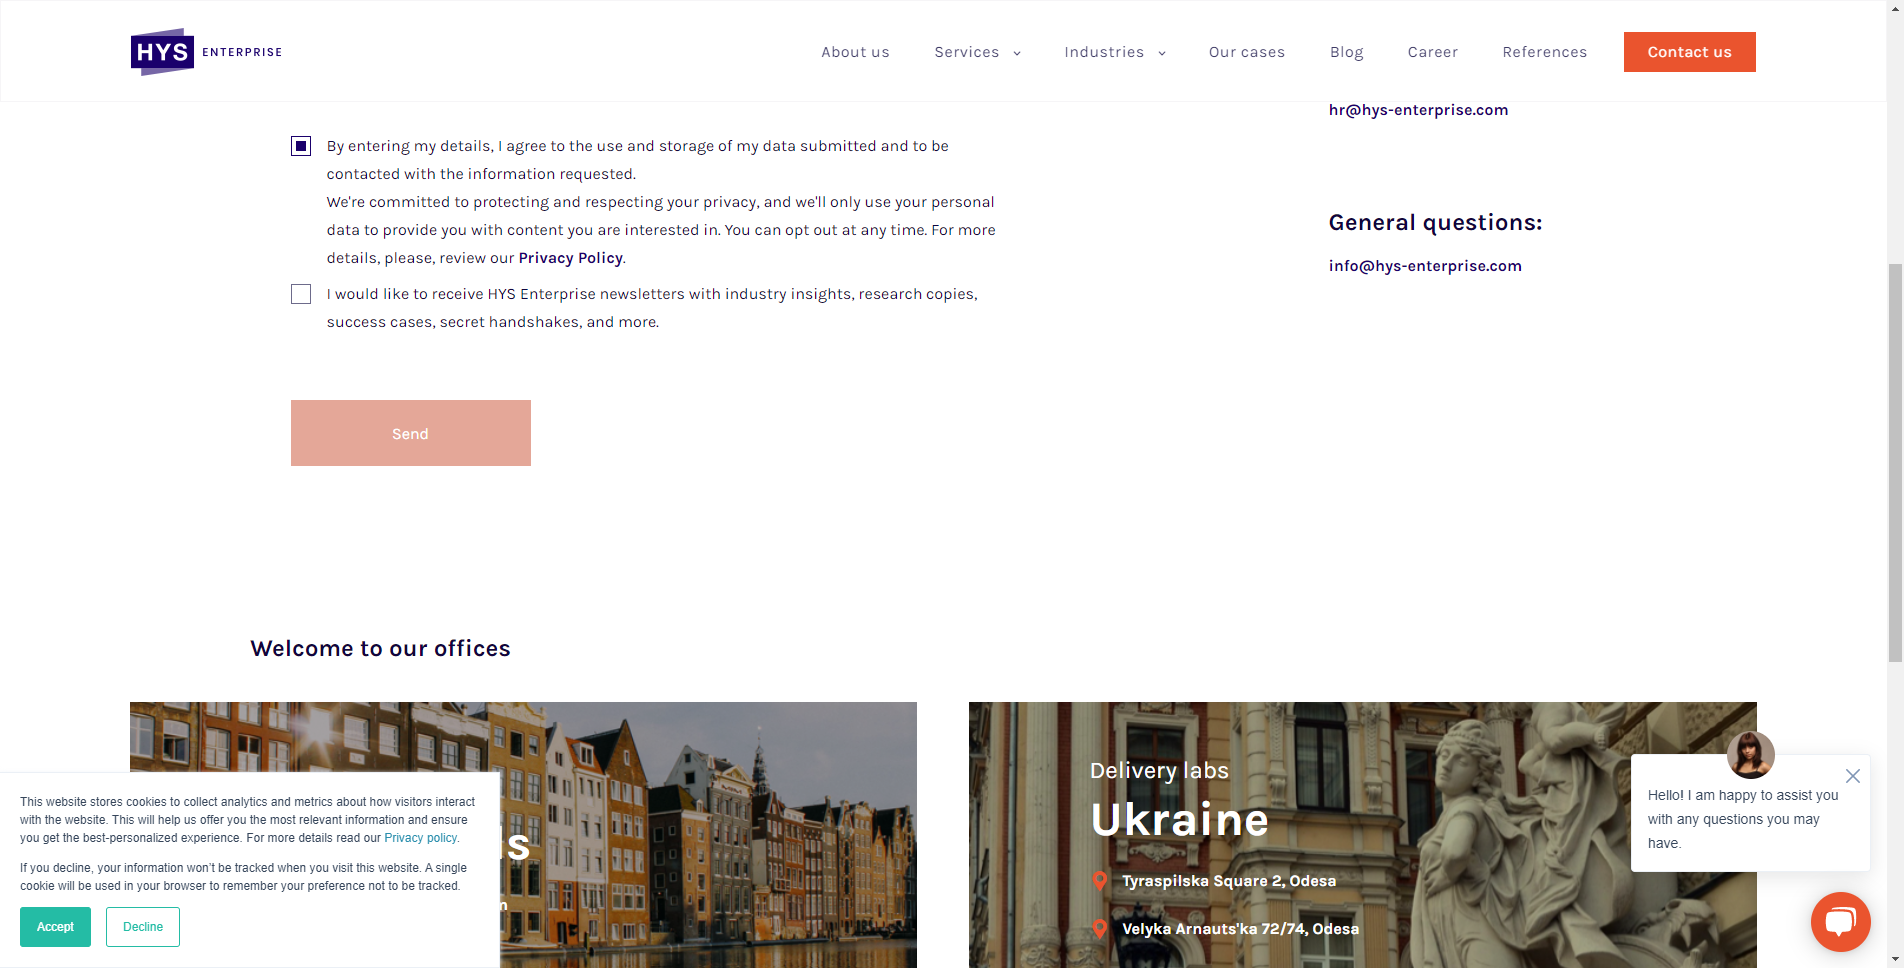 HYS ENTERPRISE
About us
Services
Industries
Our cases
Blog
Career
References
Contact us
hr@hys-enterprise.com
By entering my details, I agree to the use and storage of my data submitted and to be
contacted with the information requested.
We're committed to protecting and respecting your privacy, and we'll only use your personal
data to provide you with content you are interested in. You can opt out at any time. For more
details, please, review our Privacy Policy.
I would like to receive HYS Enterprise newsletters with industry insights, research copies,
success cases, secret handshakes, and more.
Send
General questions:
info@hys-enterprise.com
Welcome to our offices
Delivery labs
Ukraine
Tyraspilska Square 2, Odesa
Velyka Arnauts'ka 72/74, Odesa
This website stores cookies to collect analytics and metrics about how visitors interact
with the website. This will help us offer you the most relevant information and ensure
you get the best-personalized experience. For more details read our Privacy policy.
If you decline, your information won't be tracked when you visit this website. A single
cookie will be used in your browser to remember your preference not to be tracked.
Accept
Decline
Hello! I am happy to assist you
with any questions you may
have.